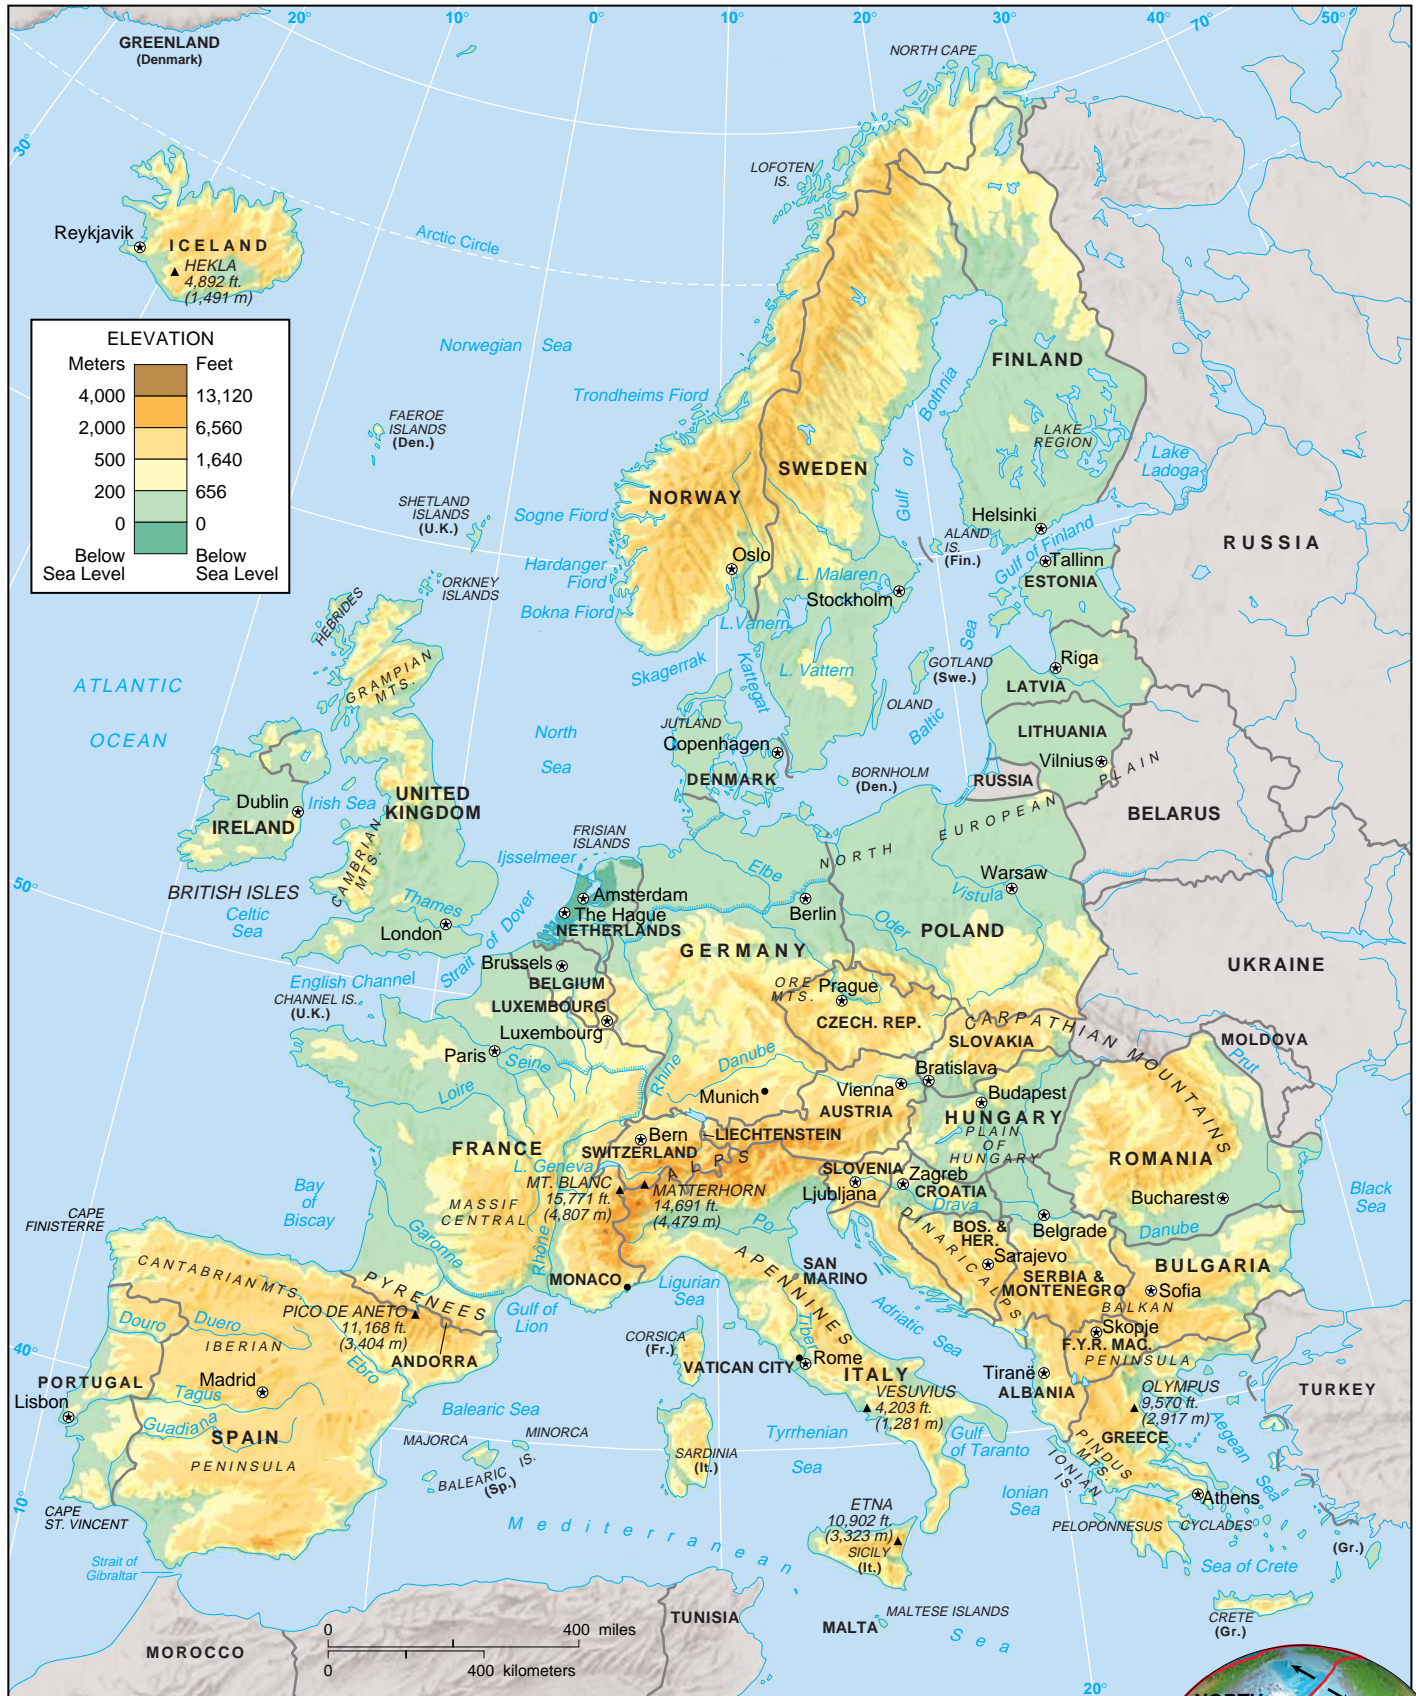 20°
10°
0°
10°
20°
30°
40°
70°
50°
GREENLAND
(Denmark)
NORTH CAPE
30°
LOFOTEN
IS.
Reykjavik
ICELAND
HEKLA
4,892 ft.
(1,491 m)
Arctic Circle
ELEVATION
Meters
Feet
4,000
13,120
2,000
6,560
500
1,640
200
656
0
0
Below
Sea Level
Below
Sea Level
Norwegian Sea
FINLAND
Trondheims Fiord
FAEROE
ISLANDS
(Den.)
Gulf of Bothnia
LAKE
REGION
Lake
Ladoga
SWEDEN
NORWAY
SHETLAND
ISLANDS
(U.K.)
Sogne Fiord
Helsinki
Gulf of Finland
ALAND
IS.
(Fin.)
RUSSIA
Oslo
Hardanger
Fiord
Tallinn
ESTONIA
L. Malaren
Stockholm
ORKNEY
ISLANDS
Bokna Fiord
HEBRIDES
L.Vanern
Skagerrak
Kattegat
L. Vattern
GOTLAND
(Swe.)
Baltic Sea
Riga
LATVIA
GRAMPIAN
MTS.
ATLANTIC
OCEAN
OLAND
JUTLAND
North
Sea
Copenhagen
DENMARK
LITHUANIA
Vilnius
BORNHOLM
(Den.)
RUSSIA
NORTH EUROPEAN PLAIN
BELARUS
Dublin
Irish Sea
IRELAND
UNITED
KINGDOM
CAMBRIAN
MTS.
FRISIAN
ISLANDS
Ijsselmeer
Elbe
50°
BRITISH ISLES
Celtic
Sea
Thames
London
Strait of Dover
Amsterdam
The Hague
NETHERLANDS
Berlin
Oder
Warsaw
Vistula
POLAND
GERMANY
English Channel
CHANNEL IS.
(U.K.)
Brussels
BELGIUM
LUXEMBOURG
Luxembourg
ORE
MTS.
Prague
CZECH. REP.
UKRAINE
CARPATHIAN MOUNTAINS
SLOVAKIA
MOLDOVA
Prut
Paris
Seine
Loire
Rhine
Danube
Munich
Vienna
Bratislava
AUSTRIA
Budapest
HUNGARY
PLAIN
OF
HUNGARY
FRANCE
Bern
LIECHTENSTEIN
SWITZERLAND
L. Geneva
ALPS
MT. BLANC
15,771 ft.
(4,807 m)
MATTERHORN
14,691 ft.
(4,479 m)
SLOVENIA
Ljubljana
Zagreb
CROATIA
Drava
ROMANIA
Bucharest
Black
Sea
Bay
of
Biscay
MASSIF
CENTRAL
CAPE
FINISTERRE
Garonne
Rhône
Po
DINARIC ALPS
BOS. &
HER.
Sarajevo
Belgrade
Danube
CANTABRIAN MTS.
PYRENEES
MONACO
Ligurian
Sea
APENNINES
SAN
MARINO
SERBIA &
MONTENEGRO
BULGARIA
Sofia
BALKAN
PENINSULA
PICO DE ANETO
11,168 ft.
(3,404 m)
Gulf of
Lion
Adriatic Sea
Skopje
F.Y.R. MAC.
Douro
Duero
IBERIAN
PENINSULA
Ebro
ANDORRA
CORSICA
(Fr.)
Tiber
VATICAN CITY
Rome
ITALY
Tiranë
ALBANIA
OLYMPUS
9,570 ft.
(2,917 m)
GREECE
TURKEY
40°
PORTUGAL
Lisbon
Madrid
Tagus
Guadiana
SPAIN
Balearic Sea
MAJORCA
MINORCA
BALEARIC IS.
(Sp.)
SARDINIA
(It.)
Tyrrhenian
Sea
VESUVIUS
4,203 ft.
(1,281 m)
Gulf
of Taranto
PINDUS
MTS.
IONIAN
IS.
Aegean Sea
10°
CAPE
ST. VINCENT
Ionian
Sea
Athens
PELOPONNESUS
CYCLADES
ETNA
10,902 ft.
(3,323 m)
SICILY
(It.)
Mediterranean Sea
(Gr.)
Sea of Crete
Strait of
Gibraltar
CRETE
(Gr.)
MALTA
MALTESE ISLANDS
MOROCCO
TUNISIA
0 400 miles
0 400 kilometers
20°